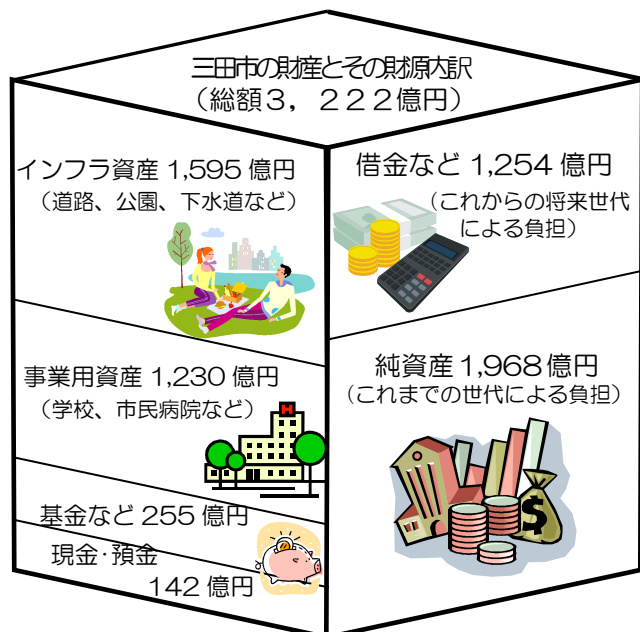 三田市の財産とその財源内訳
（総額3，222億円）
インフラ資産 1,595 億円
（道路、公園、下水道など）
事業用資産 1,230 億円
（学校、市民病院など）
H
基金など 255 億円
現金･預金
142 億円
借金など 1,254 億円
（これからの将来世代
による負担）
純資産 1,968 億円
（これまでの世代による負担）
$